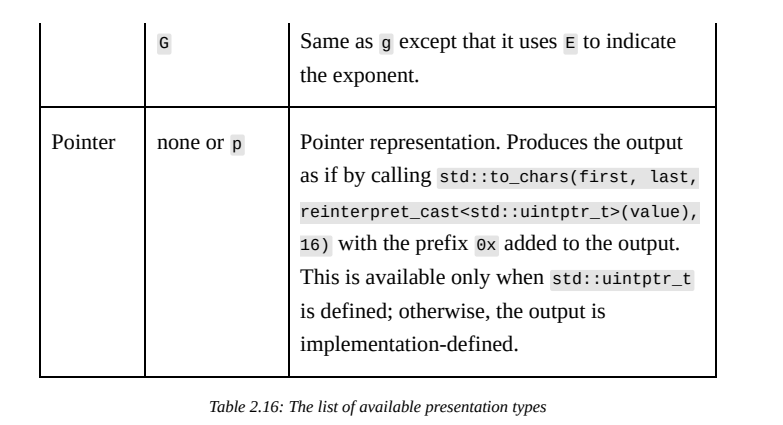 G Same as g except that it uses E to indicate
the exponent.
Pointer none or p Pointer representation. Produces the output
as if by calling std::to_chars(first, last,
reinterpret_cast<std::uintptr_t>(value),
16) with the prefix 0x added to the output.
This is available only when std::uintptr_t
is defined; otherwise, the output is
implementation-defined.
Table 2.16: The list of available presentation types